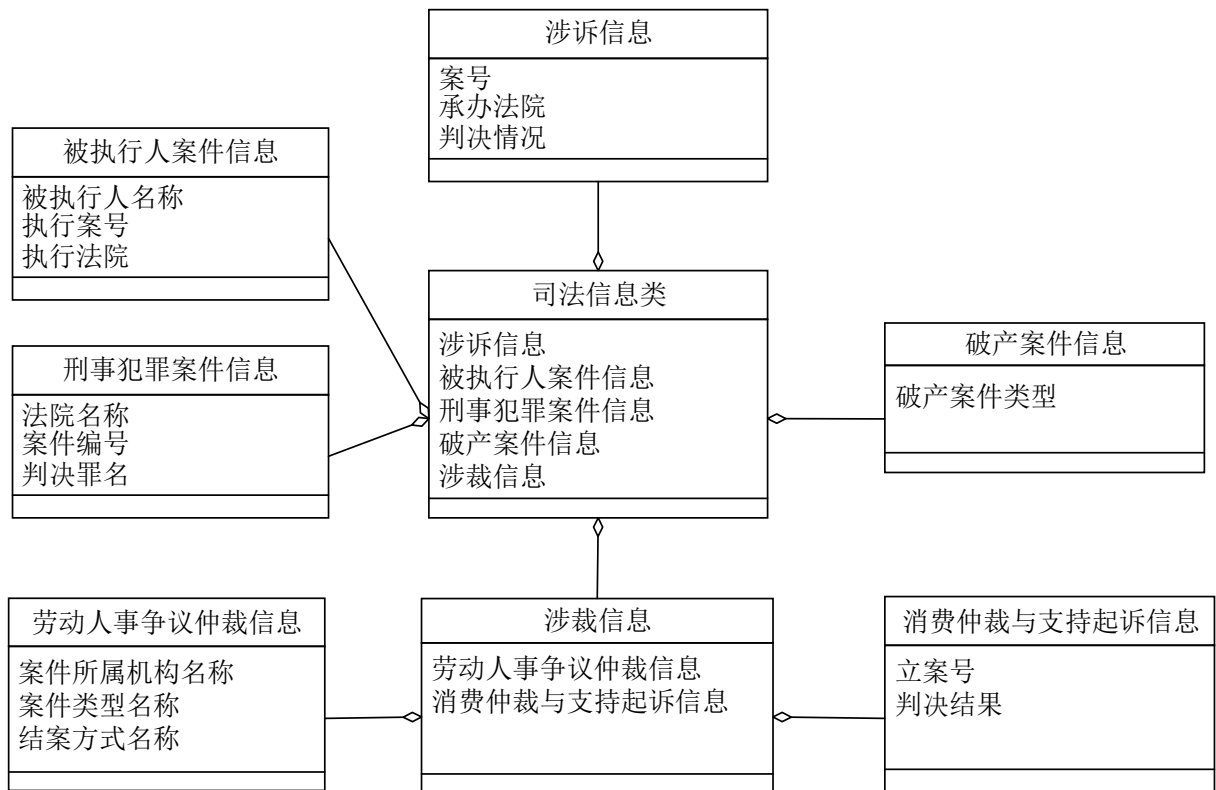 涉诉信息
案号
承办法院
判决情况
被执行人案件信息
被执行人名称
执行案号
执行法院
司法信息类
涉诉信息
被执行人案件信息
刑事犯罪案件信息
破产案件信息
涉裁信息
破产案件信息
破产案件类型
刑事犯罪案件信息
法院名称
案件编号
判决罪名
劳动人事争议仲裁信息
案件所属机构名称
案件类型名称
结案方式名称
涉裁信息
劳动人事争议仲裁信息
消费仲裁与支持起诉信息
消费仲裁与支持起诉信息
立案号
判决结果